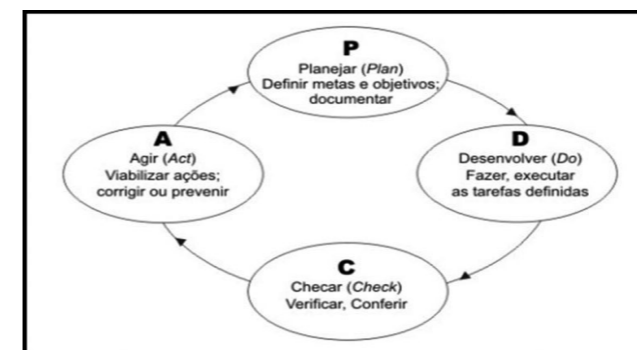 P
Planejar (Plan)
Definir metas e objetivos;
documentar
D
Desenvolver (Do)
Fazer, executar
as tarefas definidas
C
Checar (Check)
Verificar, Conferir
A
Agir (Act)
Viabilizar ações;
corrigir ou prevenir